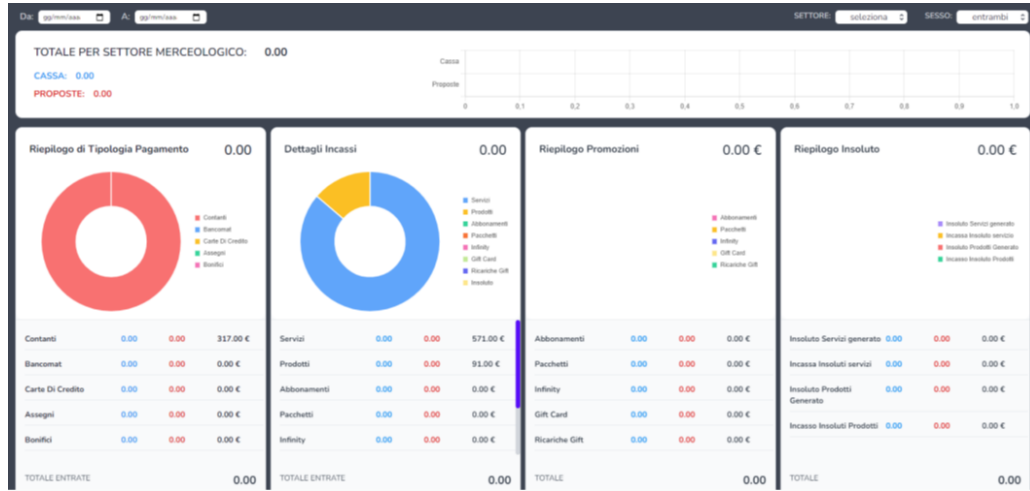 Da: gg/mm/aaaa A: gg/mm/aaaa SETTORE: seleziona SESSO: entrambi
TOTALE PER SETTORE MERCEOLOGICO: 0.00
CASSA: 0.00
PROPOSTE: 0.00
Cassa
Proposte
0 0,1 0,2 0,3 0,4 0,5 0,6 0,7 0,8 0,9 1,0
Riepilogo di Tipologia Pagamento 0.00
Contanti
Bancomat
Carte Di Credito
Assegni
Bonifici
Contanti 0.00 0.00 317.00 €
Bancomat 0.00 0.00 0.00 €
Carte Di Credito 0.00 0.00 0.00 €
Assegni 0.00 0.00 0.00 €
Bonifici 0.00 0.00 0.00 €
TOTALE ENTRATE 0.00
Dettagli Incassi 0.00
Servizi
Prodotti
Abbonamenti
Pacchetti
Infinity
Gift Card
Ricariche Gift
Insoluto
Servizi 0.00 0.00 571.00 €
Prodotti 0.00 0.00 91.00 €
Abbonamenti 0.00 0.00 0.00 €
Pacchetti 0.00 0.00 0.00 €
Infinity 0.00 0.00 0.00 €
TOTALE ENTRATE 0.00
Riepilogo Promozioni 0.00 €
Abbonamenti
Pacchetti
Infinity
Gift Card
Ricariche Gift
Abbonamenti 0.00 0.00 0.00 €
Pacchetti 0.00 0.00 0.00 €
Infinity 0.00 0.00 0.00 €
Gift Card 0.00 0.00 0.00 €
Ricariche Gift 0.00 0.00 0.00 €
TOTALE 0.00
Riepilogo Insoluto 0.00 €
Insoluto Servizi generato
Incassa Insoluto servizio
Insoluto Prodotti Generato
Incasso Insoluto Prodotti
Insoluto Servizi generato 0.00 0.00 0.00 €
Incassa Insoluti servizi 0.00 0.00 0.00 €
Insoluto Prodotti 0.00 0.00 0.00 €
Generato
Incasso Insoluti Prodotti 0.00 0.00 0.00 €
TOTALE 0.00